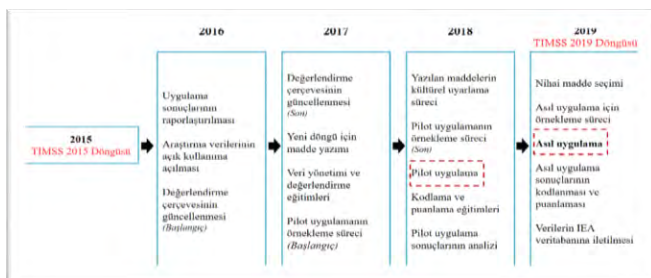 2015
TIMSS 2015 Döngüsü
2016
Uygulama
sonuçlarının
raporlaştırılması
Araştırma verilerinin
açık kullanıma
açılması
Değerlendirme
çerçevesinin
güncellenmesi
(Başlangıç)
2017
Değerlendirme
çerçevesinin
güncellenmesi
(Son)
Yeni döngü için
madde yazımı
Veri yönetimi ve
değerlendirme
eğitimleri
Pilot uygulamanın
örnekleme süreci
(Başlangıç)
2018
Yazılan maddelerin
kültürel uyarlama
süreci
Pilot uygulamanın
örnekleme süreci
(Son)
Pilot uygulama
Kodlama ve
puanlama eğitimleri
Pilot uygulama
sonuçlarının analizi
2019
TIMSS 2019 Döngüsü
Nihai madde seçimi
Asıl uygulama için
örnekleme süreci
Asıl uygulama
Asıl uygulama
sonuçlarının
kodlanması ve
puanlaması
Verilerin IEA
veritabanına iletilmesi